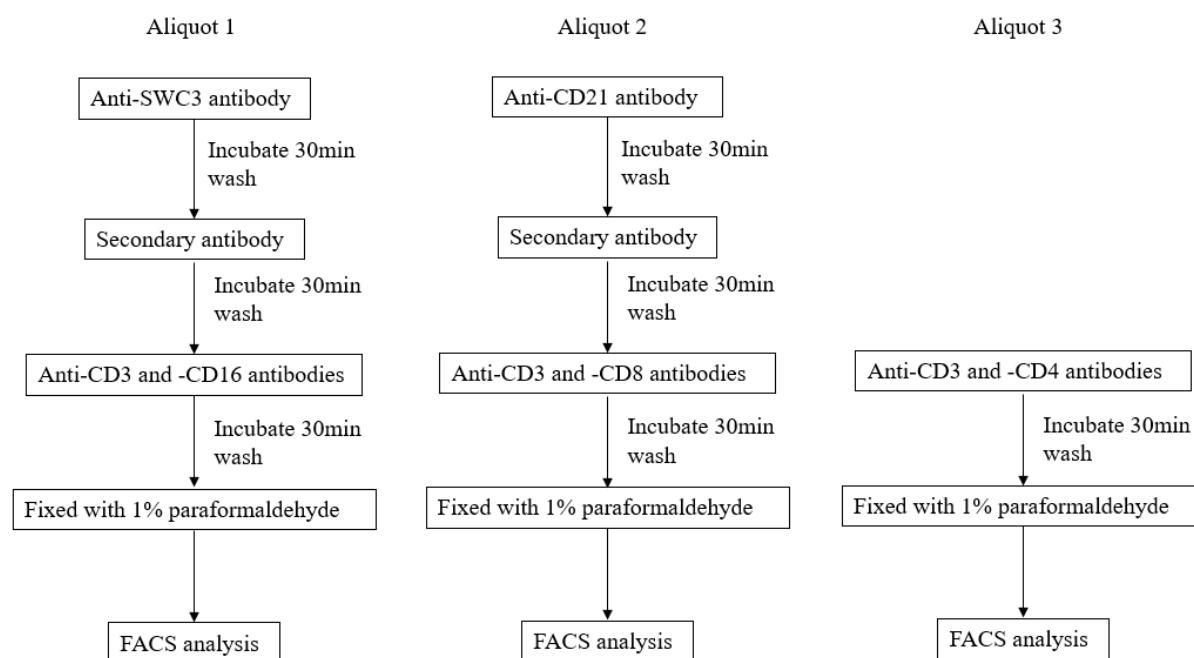 Aliquot 1
Anti-SWC3 antibody
Incubate 30min
wash
Secondary antibody
Incubate 30min
wash
Anti-CD3 and -CD16 antibodies
Incubate 30min
wash
Fixed with 1% paraformaldehyde
FACS analysis
Aliquot 2
Anti-CD21 antibody
Incubate 30min
wash
Secondary antibody
Incubate 30min
wash
Anti-CD3 and -CD8 antibodies
Incubate 30min
wash
Fixed with 1% paraformaldehyde
FACS analysis
Aliquot 3
Anti-CD3 and -CD4 antibodies
Incubate 30min
wash
Fixed with 1% paraformaldehyde
FACS analysis